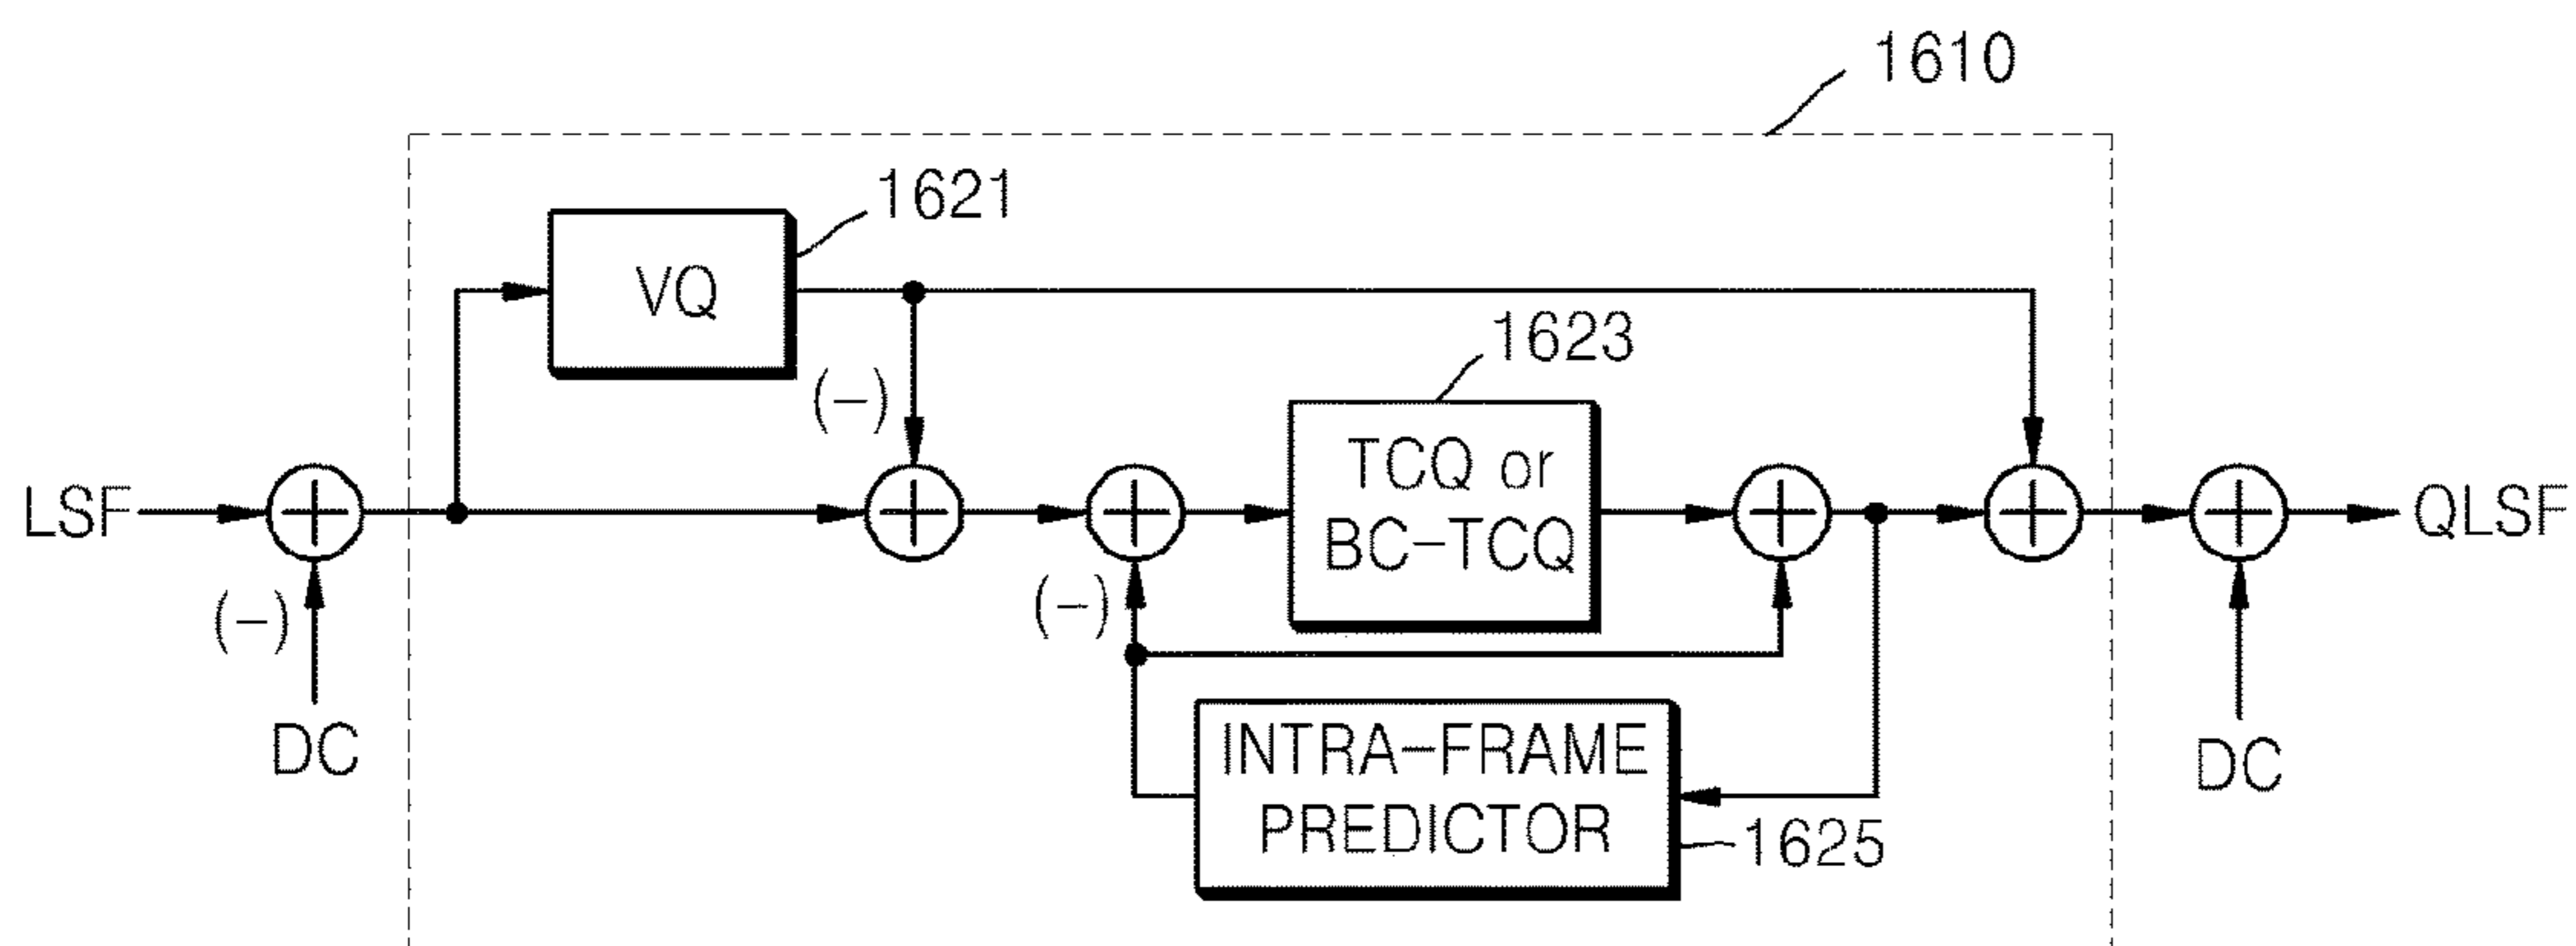 1610
1621
VQ
1623
(-)
TCQ or
BC-TCQ
LSF
QLSF
(-)
(-)
DC
INTRA-FRAME
PREDICTOR
DC
1625